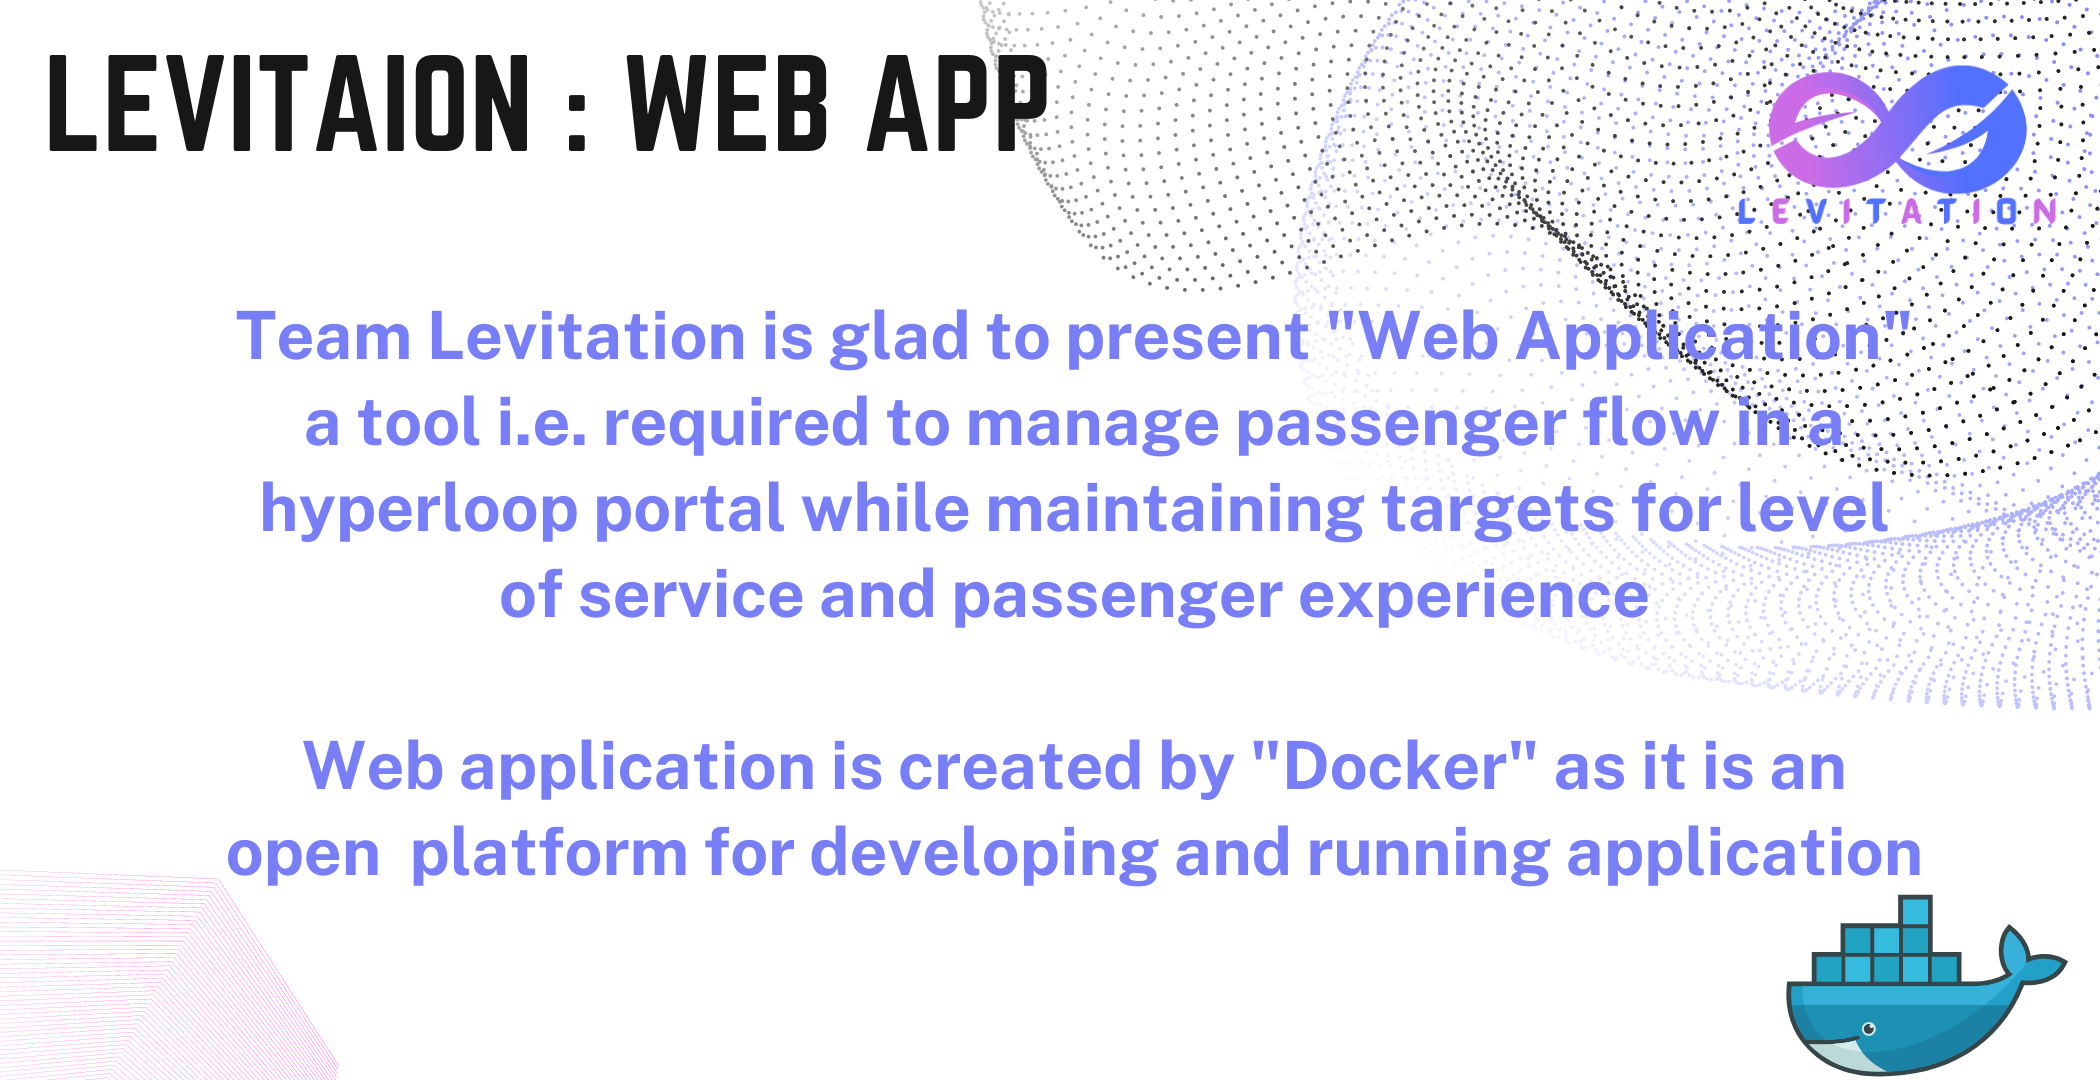 LEVITAION : WEB APP
LEVITATION
Team Levitation is glad to present "Web Application"
a tool i.e. required to manage passenger flow in a
hyperloop portal while maintaining targets for level
of service and passenger experience
Web application is created by "Docker" as it is an
open  platform for developing and running application